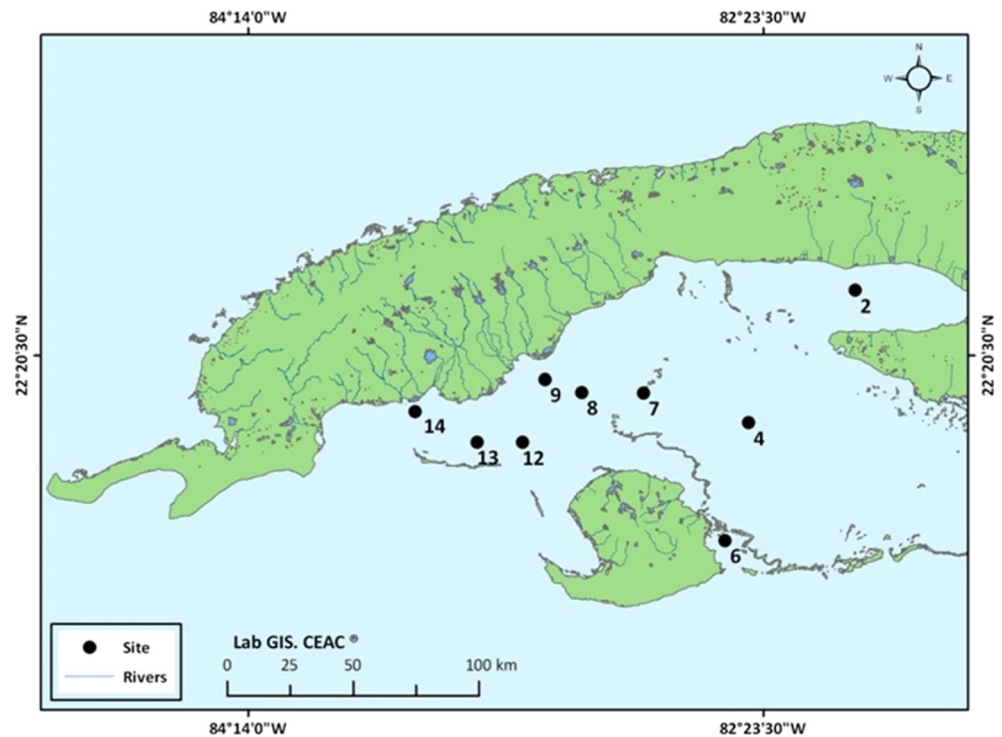 84°14'0"W
82°23'30"W
N
W E
S
22°20'30"N
22°20'30"N
2
9
8
7
14
4
13
12
6
Site
Rivers
Lab GIS. CEAC ®
0 25 50 100 km
84°14'0"W
82°23'30"W